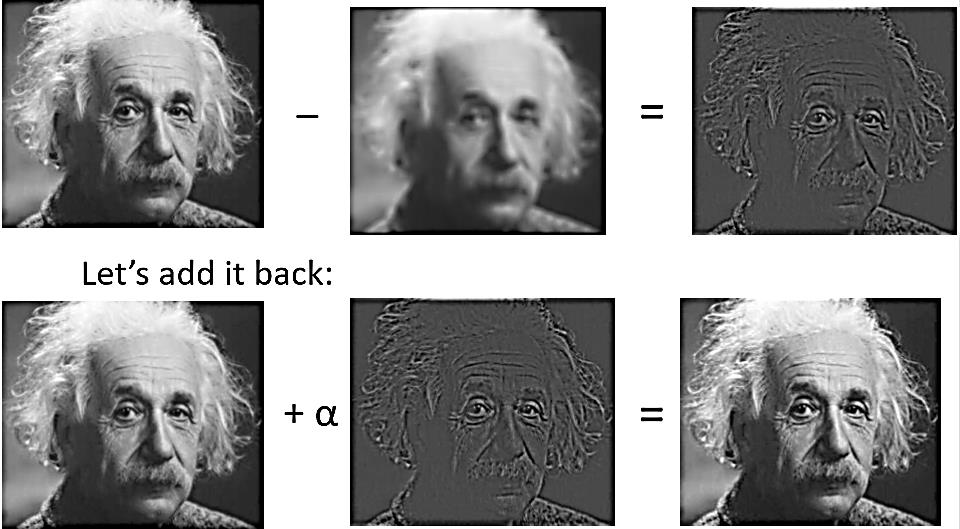 – =
Let’s add it back:
+ α =